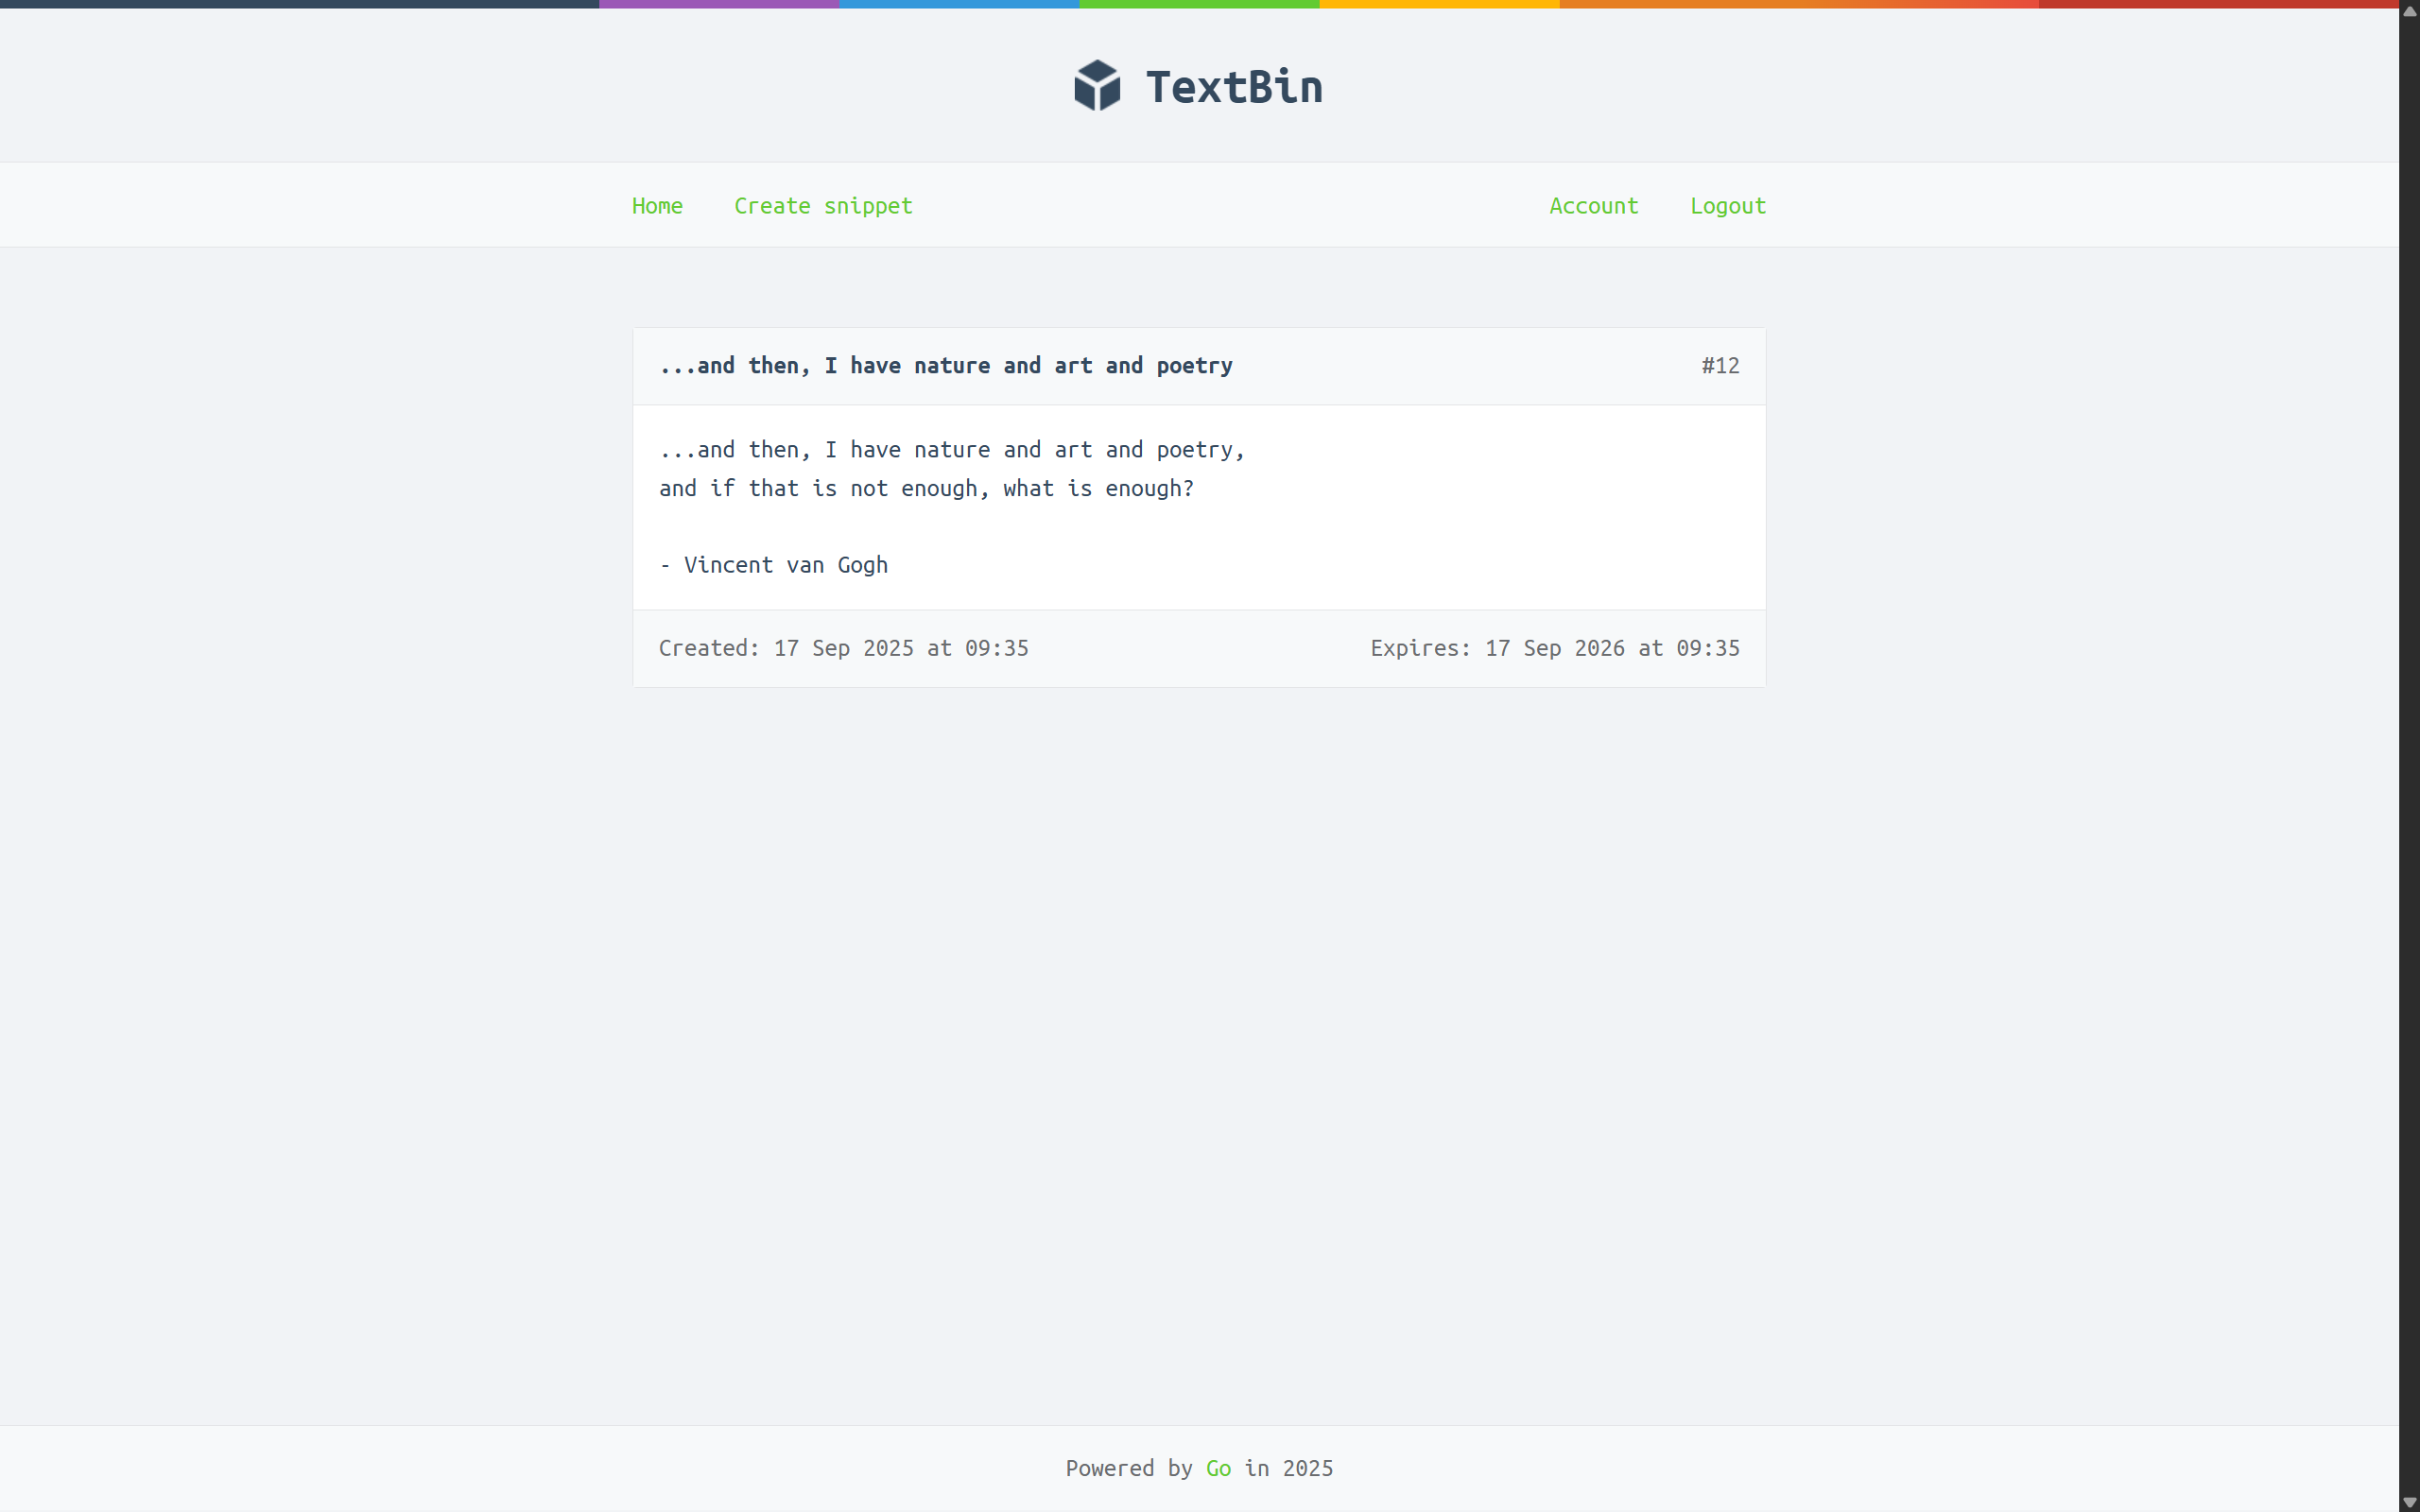 TextBin
Home Create snippet Account Logout
...and then, I have nature and art and poetry #12
...and then, I have nature and art and poetry,
and if that is not enough, what is enough?
- Vincent van Gogh
Created: 17 Sep 2025 at 09:35 Expires: 17 Sep 2026 at 09:35
Powered by Go in 2025